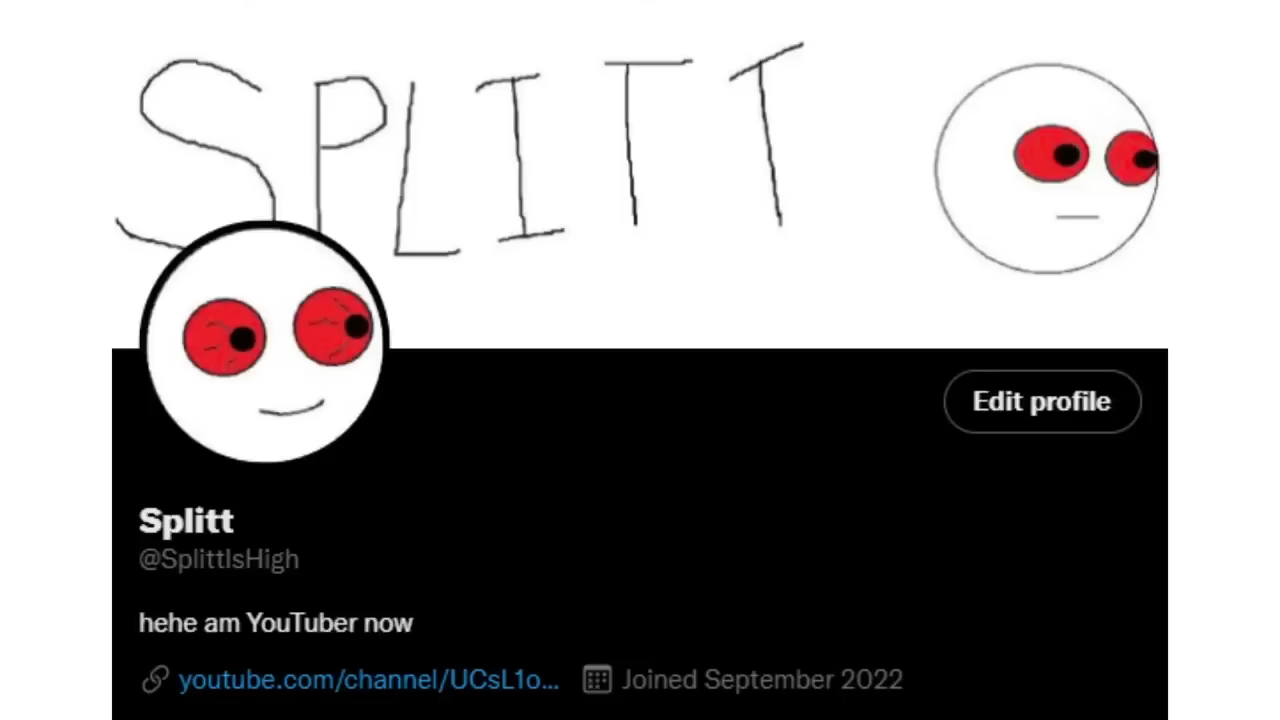 SPLITT
Edit profile
Splitt
@SplittIsHigh
hehe am YouTuber now
youtube.com/channel/UCsL1o...
Joined September 2022